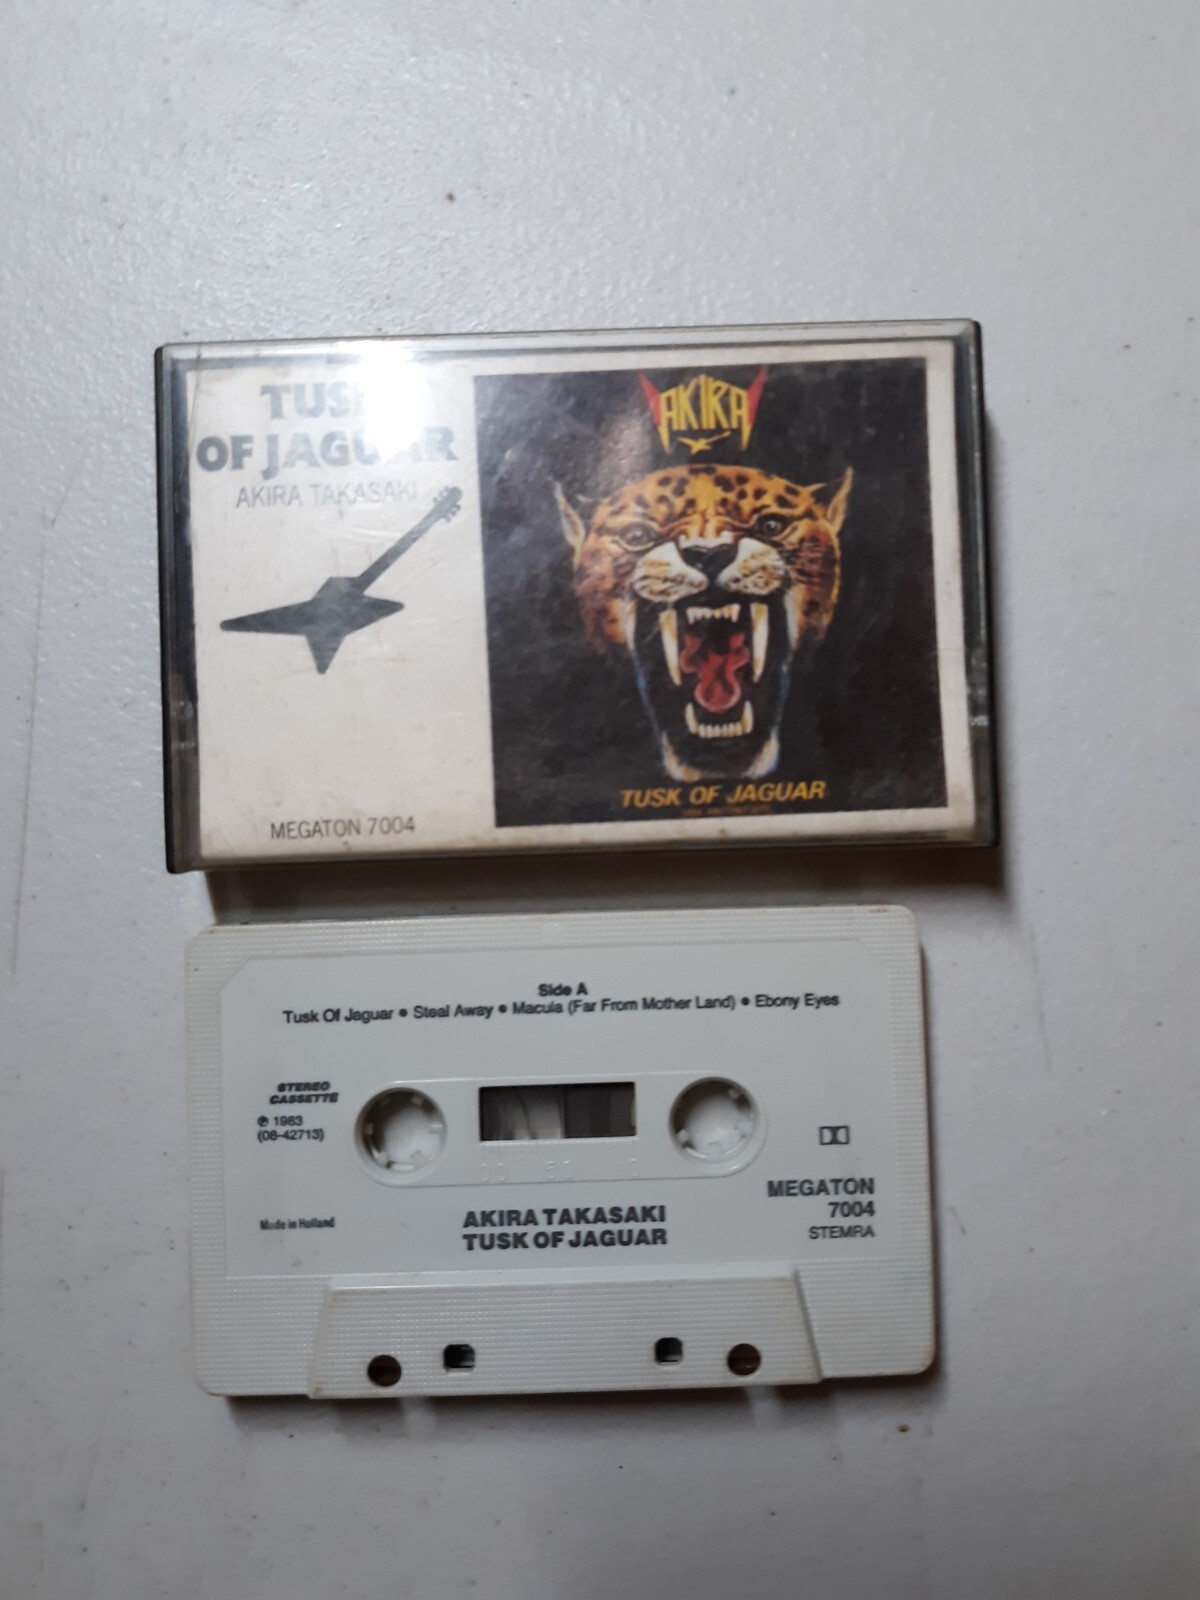 TUSK
OF JAGUAR
AKIRA TAKASAKI
MEGATON 7004
AKIRA
TUSK OF JAGUAR
Side A
Tusk Of Jaguar • Steal Away • Macula (Far From Mother Land) • Ebony Eyes
STEREO
CASSETTE
℗ 1983
(08-42713)
Made in Holland
AKIRA TAKASAKI
TUSK OF JAGUAR
MEGATON
7004
STEMRA